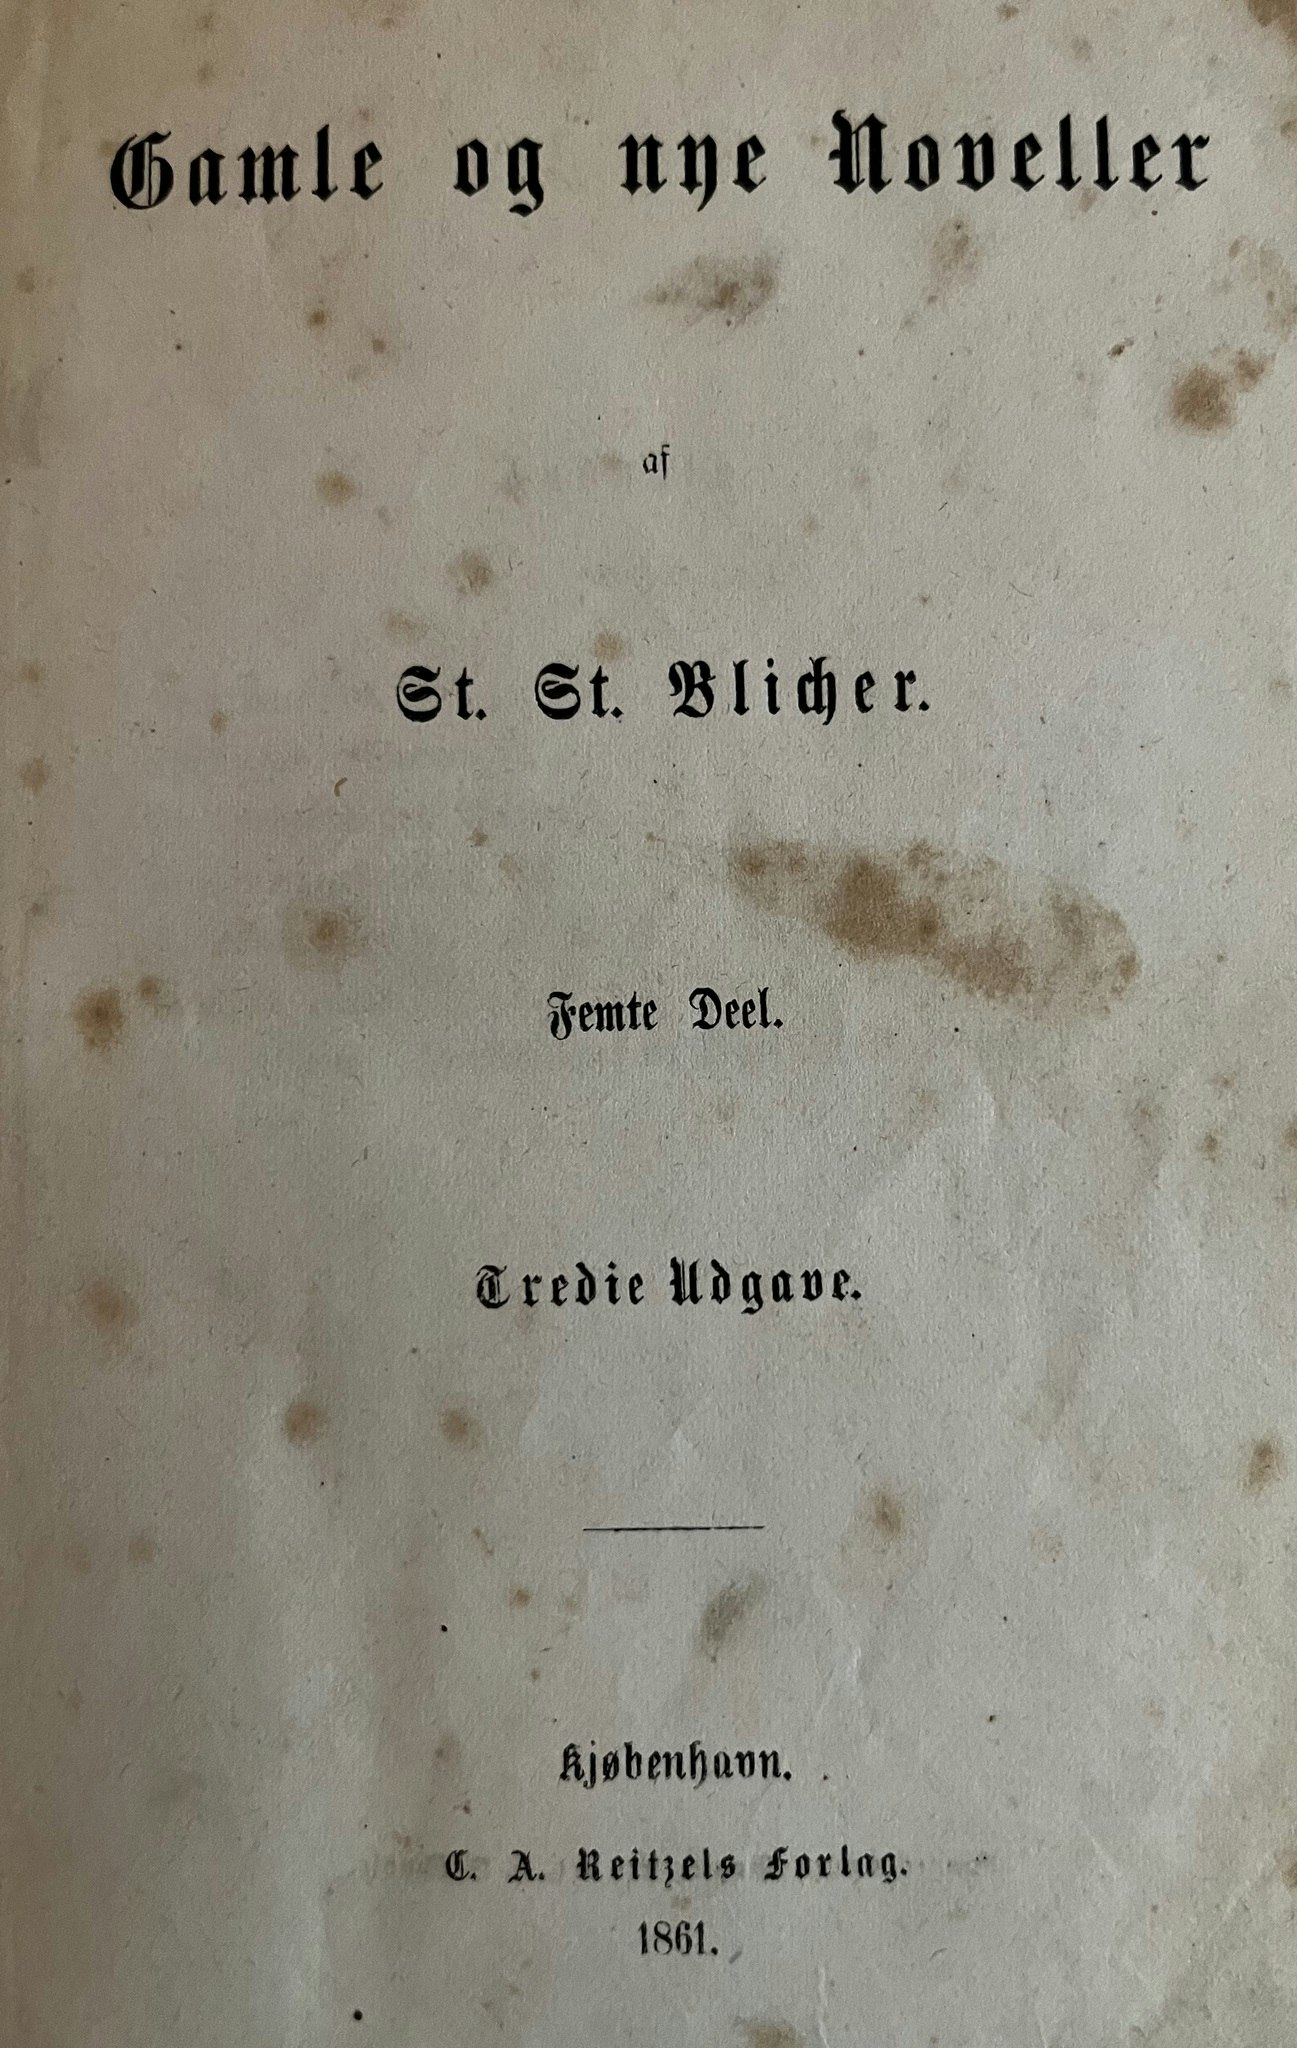 Gamle og nye Noveller
af
St. St. Blicher.
Femte Deel.
Tredie Udgave.
Kjøbenhavn.
C. A. Reitzels Forlag.
1861.